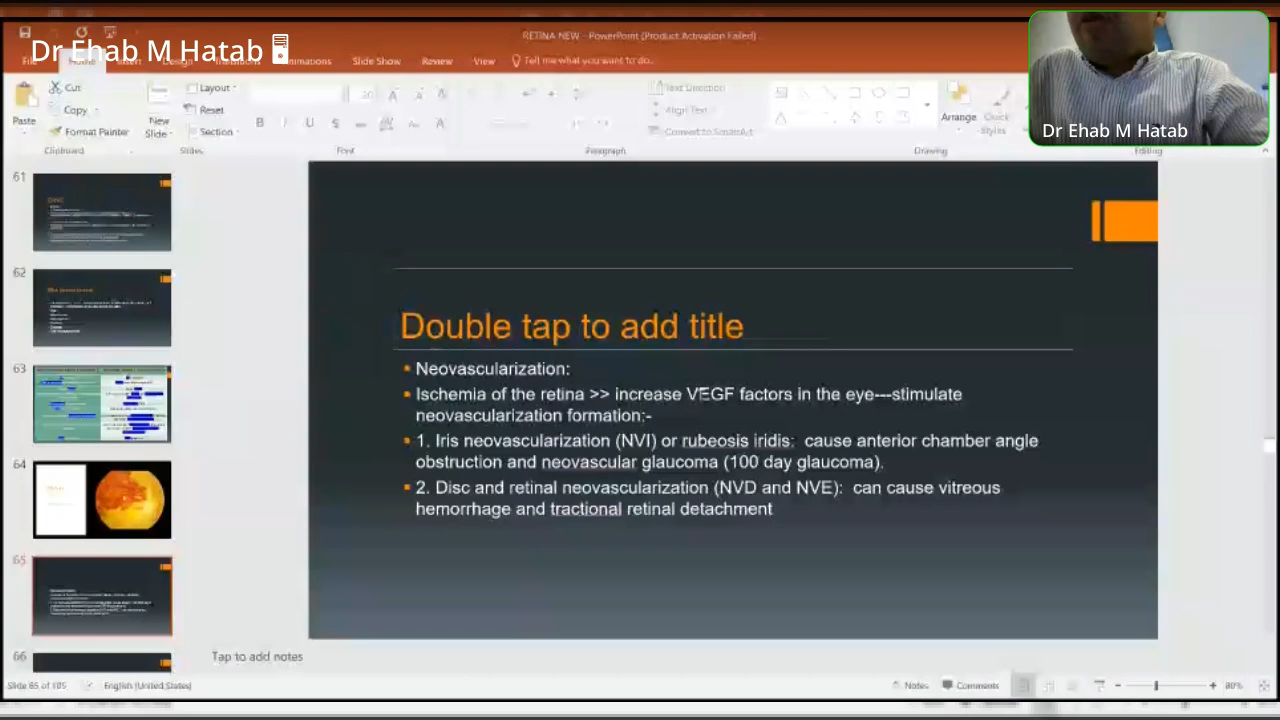 Dr Ehab M Hatab
RETINA NEW - PowerPoint (Product Activation Failed)
File Home Insert Design Transitions Animations Slide Show Review View Tell me what you want to do...
Cut
Copy
Format Painter
Paste
Clipboard
New
Slide
Layout
Reset
Section
Slides
20
B I U S
Font
Text Direction
Align Text
Convert to SmartArt
Paragraph
Arrange
Quick
Styles
Drawing
Editing
Dr Ehab M Hatab
61
62
63
64
65
66
Double tap to add title
Neovascularization:
Ischemia of the retina >> increase VEGF factors in the eye---stimulate
neovascularization formation:-
1. Iris neovascularization (NVI) or rubeosis iridis: cause anterior chamber angle
obstruction and neovascular glaucoma (100 day glaucoma).
2. Disc and retinal neovascularization (NVD and NVE): can cause vitreous
hemorrhage and tractional retinal detachment
Tap to add notes
Slide 65 of 105 English (United States) Notes Comments 80%